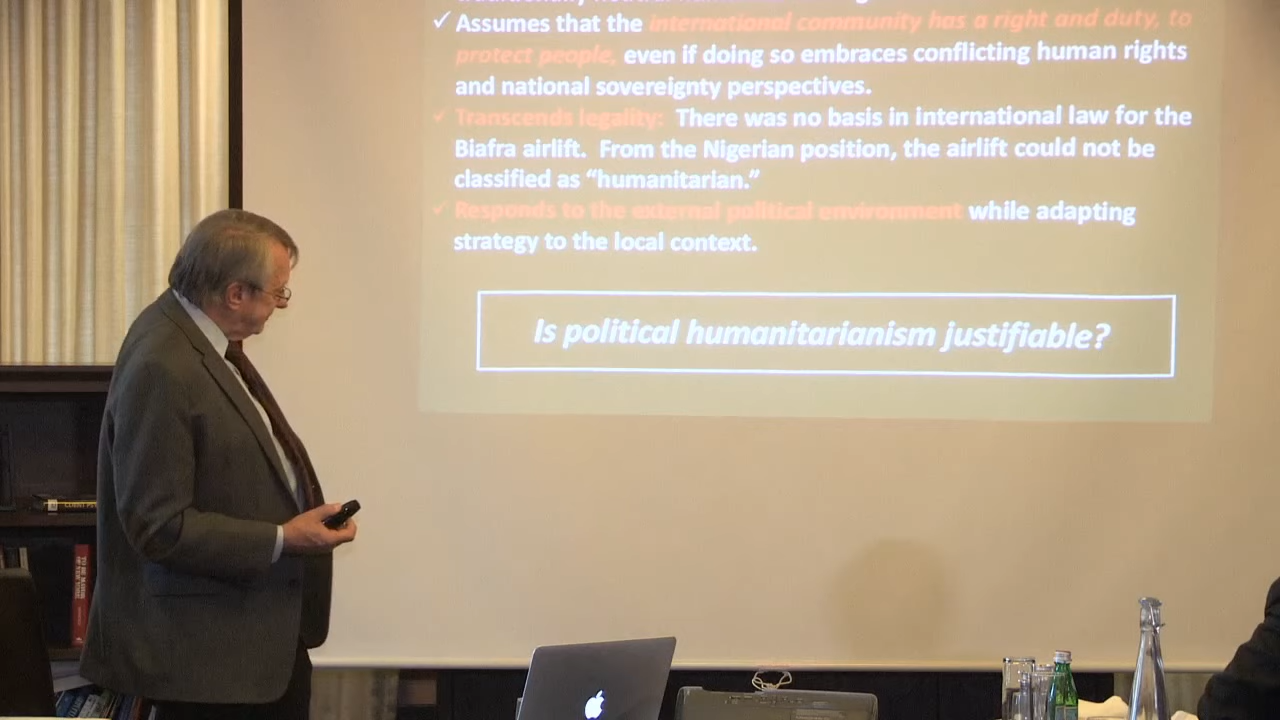 ✓ Assumes that the international community has a right and duty, to
protect people, even if doing so embraces conflicting human rights
and national sovereignty perspectives.
✓ Transcends legality: There was no basis in international law for the
Biafra airlift. From the Nigerian position, the airlift could not be
classified as “humanitarian.”
✓ Responds to the external political environment while adapting
strategy to the local context.
Is political humanitarianism justifiable?